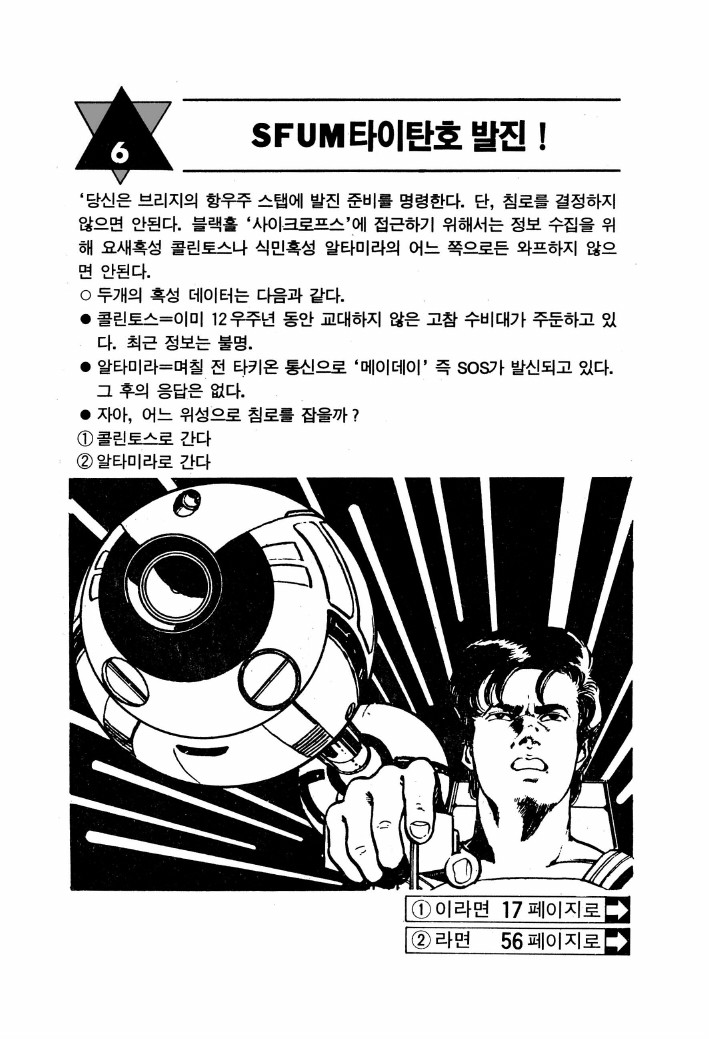 6
SFUM타이탄호 발진 !
‘당신은 브리지의 항우주 스탭에 발진 준비를 명령한다. 단, 침로를 결정하지
않으면 안된다. 블랙홀 ‘사이크로프스’에 접근하기 위해서는 정보 수집을 위
해 요새혹성 콜린토스나 식민혹성 알타미라의 어느 쪽으로든 와프하지 않으
면 안된다.
○ 두개의 혹성 데이터는 다음과 같다.
● 콜린토스=이미 12우주년 동안 교대하지 않은 고참 수비대가 주둔하고 있
다. 최근 정보는 불명.
● 알타미라=며칠 전 타키온 통신으로 ‘메이데이’ 즉 SOS가 발신되고 있다.
그 후의 응답은 없다.
● 자아, 어느 위성으로 침로를 잡을까 ?
①콜린토스로 간다
②알타미라로 간다
① 이라면 17 페이지로
② 라면 56 페이지로